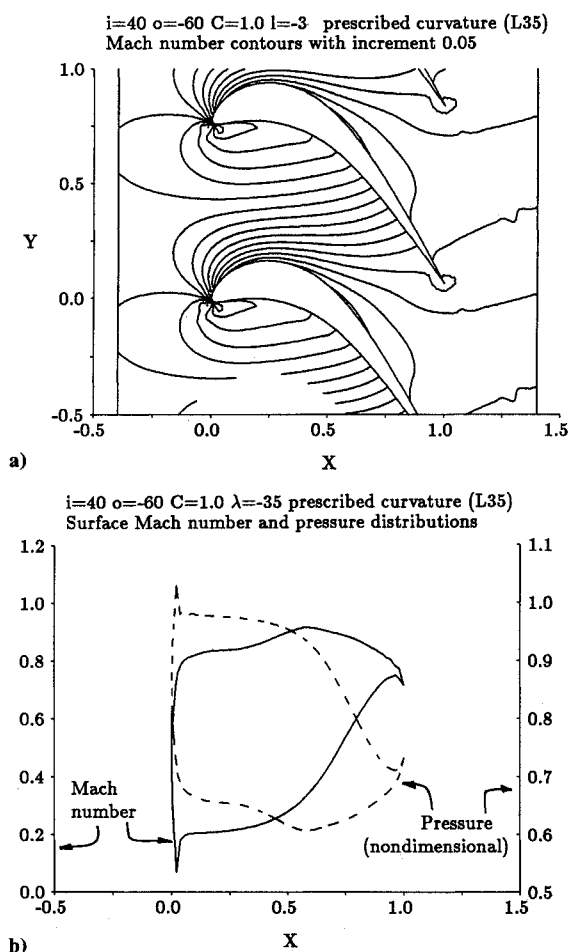 i=40 o=-60 C=1.0 l=-3 prescribed curvature (L35)
Mach number contours with increment 0.05
1.0
0.5
Y
0.0
-0.5
-0.5 0.0 0.5 1.0 1.5
a)
X
i=40 o=-60 C=1.0 λ=-35 prescribed curvature (L35)
Surface Mach number and pressure distributions
1.2 1.1
1.0 1.0
0.8 0.9
0.6 0.8
0.4 0.7
Mach
number
Pressure
(nondimensional)
0.2 0.6
0.0 0.5
-0.5 0.0 0.5 1.0 1.5
b)
X